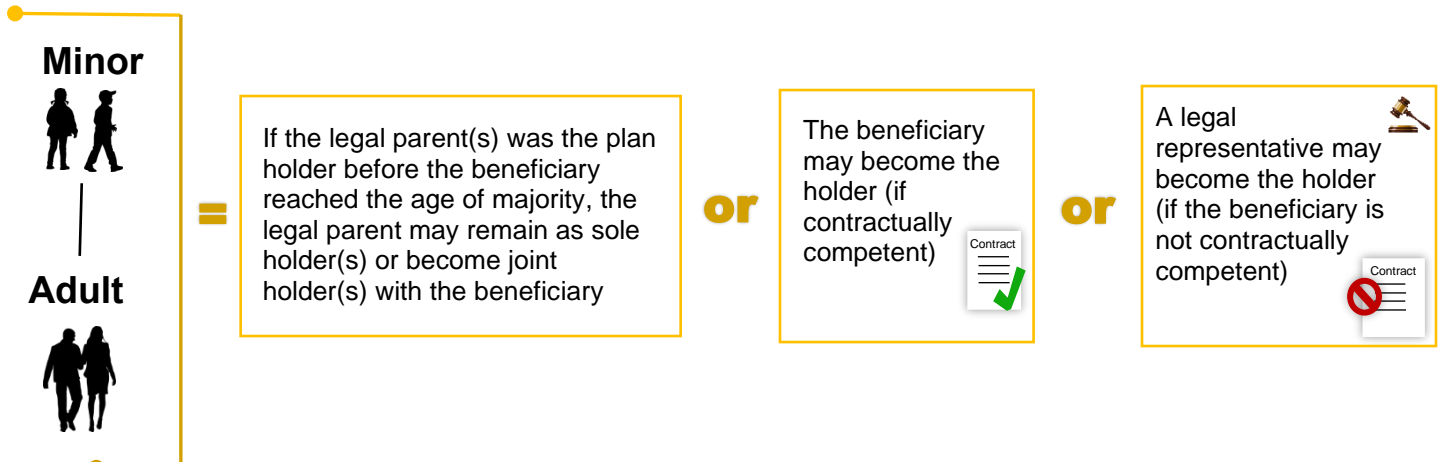 Minor
Adult
=
If the legal parent(s) was the plan
holder before the beneficiary
reached the age of majority, the
legal parent may remain as sole
holder(s) or become joint
holder(s) with the beneficiary
or
The beneficiary
may become the
holder (if
contractually
competent)
Contract
or
A legal
representative may
become the holder
(if the beneficiary is
not contractually
competent)
Contract